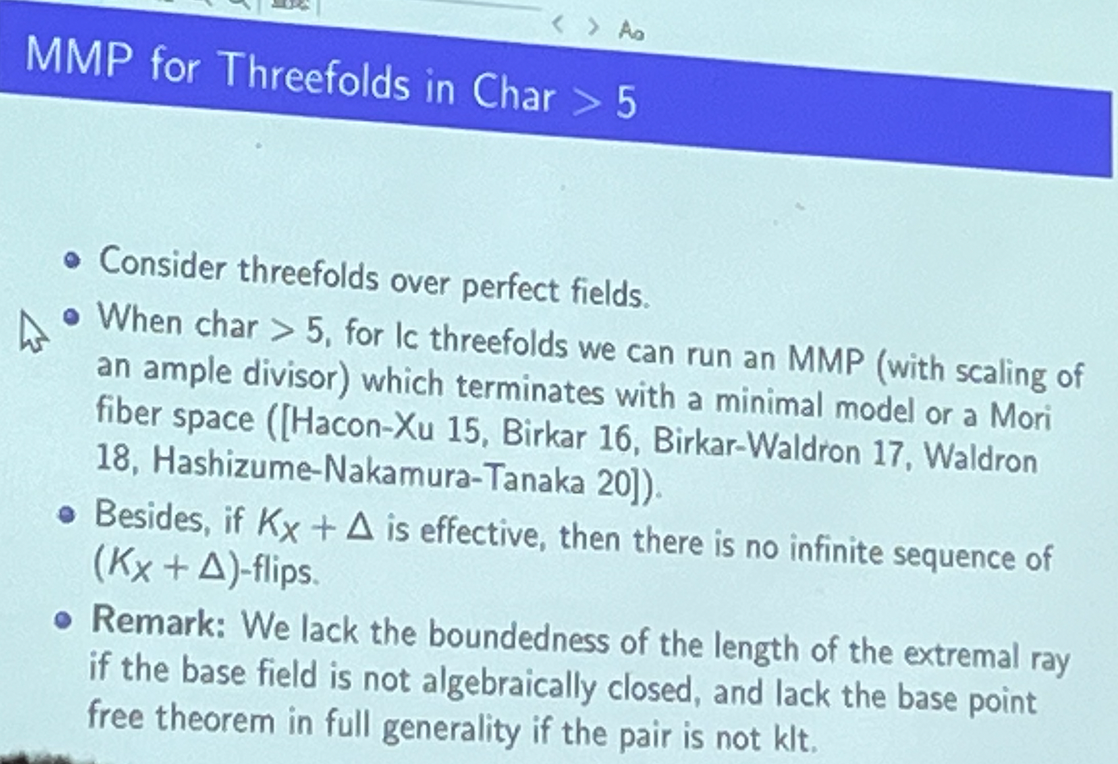 < > Aa
MMP for Threefolds in Char > 5
Consider threefolds over perfect fields.
When char > 5, for lc threefolds we can run an MMP (with scaling of
an ample divisor) which terminates with a minimal model or a Mori
fiber space ([Hacon-Xu 15, Birkar 16, Birkar-Waldron 17, Waldron
18, Hashizume-Nakamura-Tanaka 20]).
Besides, if K_X + Δ is effective, then there is no infinite sequence of
(K_X + Δ)-flips.
Remark: We lack the boundedness of the length of the extremal ray
if the base field is not algebraically closed, and lack the base point
free theorem in full generality if the pair is not klt.